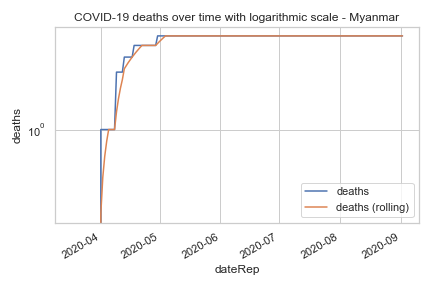 COVID-19 deaths over time with logarithmic scale - Myanmar
deaths
10⁰
deaths
deaths (rolling)
2020-04
2020-05
2020-06
2020-07
2020-08
2020-09
dateRep